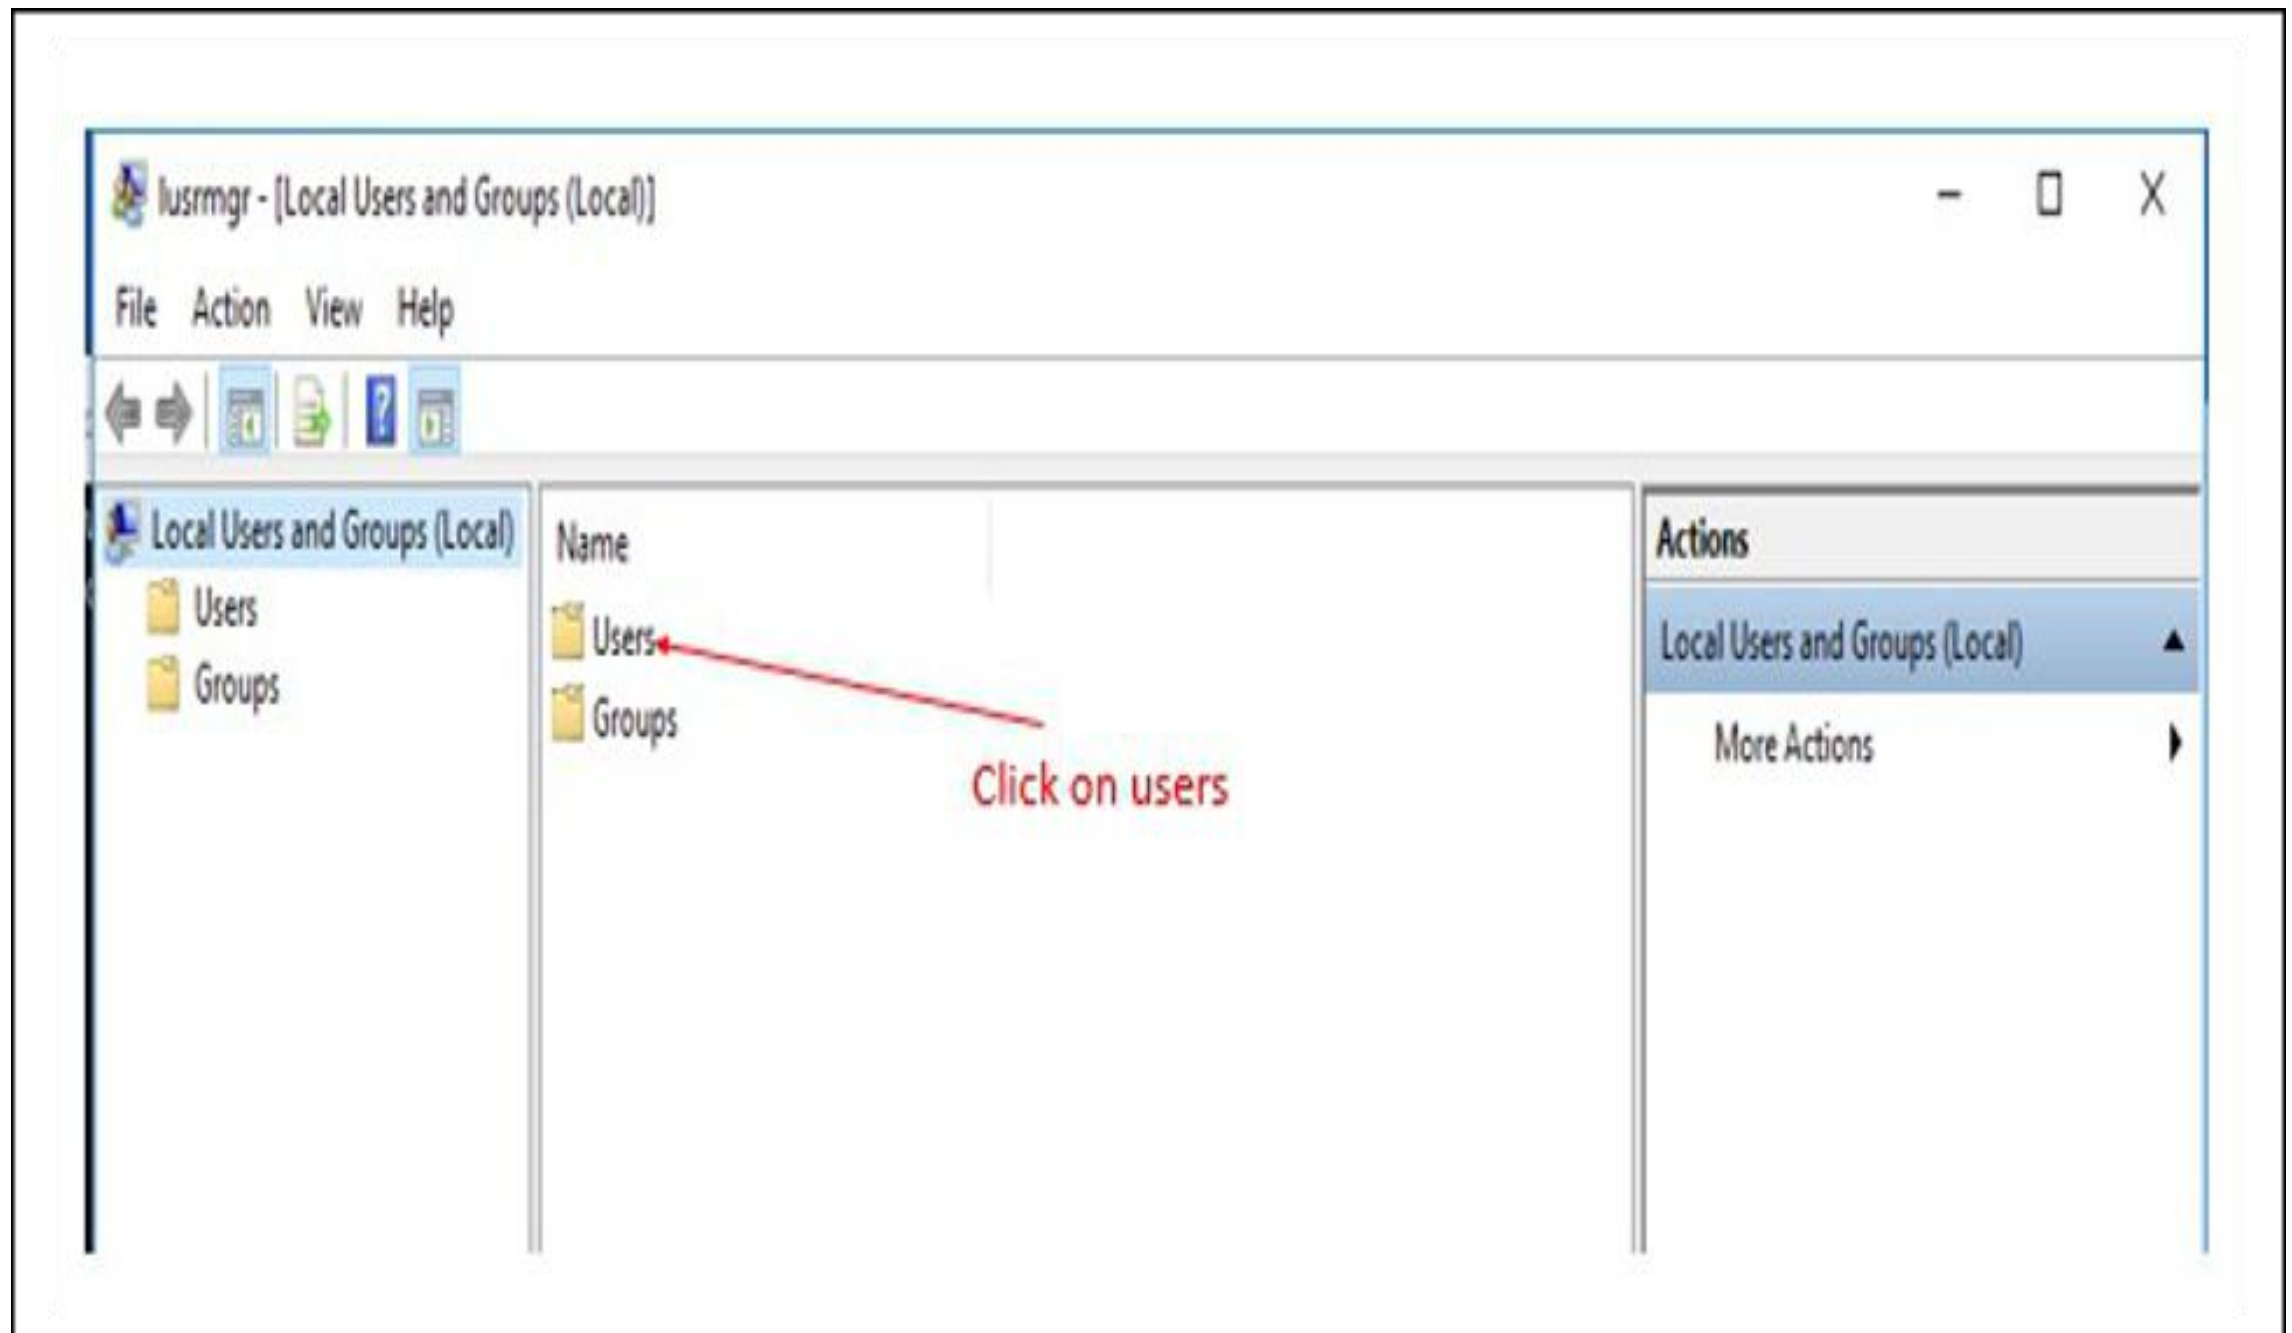 lusrmgr - [Local Users and Groups (Local)]
File Action View Help
?
Local Users and Groups (Local)
Users
Groups
Name
Users
Groups
Click on users
Actions
Local Users and Groups (Local)
More Actions